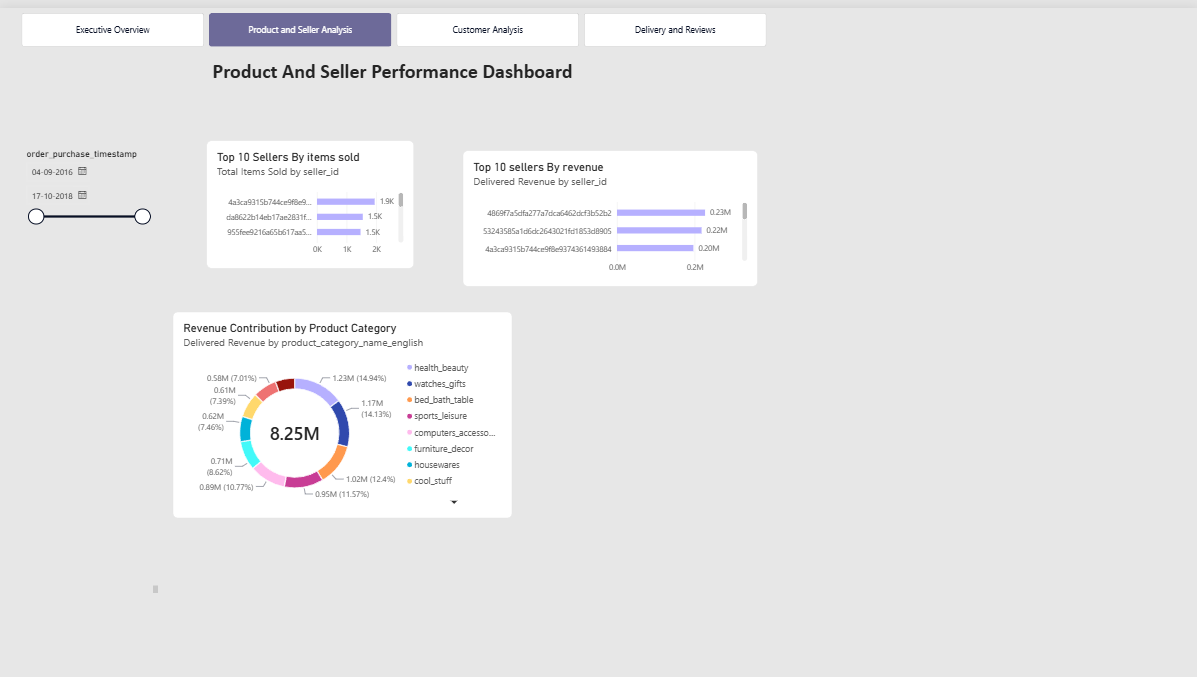 Executive Overview
Product and Seller Analysis
Customer Analysis
Delivery and Reviews
Product And Seller Performance Dashboard
order_purchase_timestamp
04-09-2016
17-10-2018
Top 10 Sellers By items sold
Total Items Sold by seller_id
4a3ca9315b744ce9f8e9... 1.9K
da8622b14eb17ae2831f... 1.5K
955fee9216a65b617aa5... 1.5K
0K 1K 2K
Top 10 sellers By revenue
Delivered Revenue by seller_id
4869f7a5dfa277a7dca6462dcf3b52b2 0.23M
53243585a1d6dc2643021fd1853d8905 0.22M
4a3ca9315b744ce9f8e9374361493884 0.20M
0.0M 0.2M
Revenue Contribution by Product Category
Delivered Revenue by product_category_name_english
0.58M (7.01%)
0.61M
(7.39%)
0.62M
(7.46%)
0.71M
(8.62%)
0.89M (10.77%)
1.23M (14.94%)
1.17M
(14.13%)
1.02M (12.4%)
0.95M (11.57%)
8.25M
health_beauty
watches_gifts
bed_bath_table
sports_leisure
computers_accesso...
furniture_decor
housewares
cool_stuff